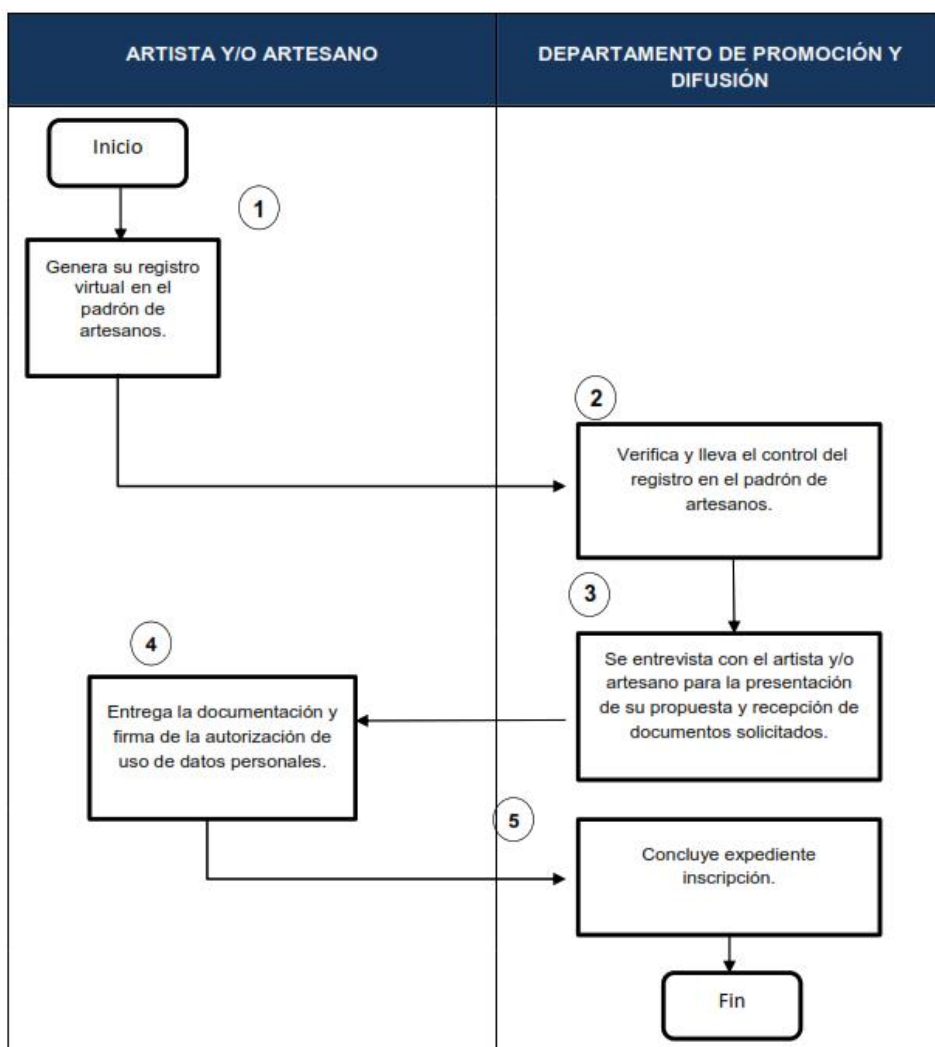 ARTISTA Y/O ARTESANO
DEPARTAMENTO DE PROMOCIÓN Y
DIFUSIÓN
Inicio
1
Genera su registro
virtual en el
padrón de
artesanos.
2
Verifica y lleva el control del
registro en el padrón de
artesanos.
3
Se entrevista con el artista y/o
artesano para la presentación
de su propuesta y recepción de
documentos solicitados.
4
Entrega la documentación y
firma de la autorización de
uso de datos personales.
5
Concluye expediente
inscripción.
Fin